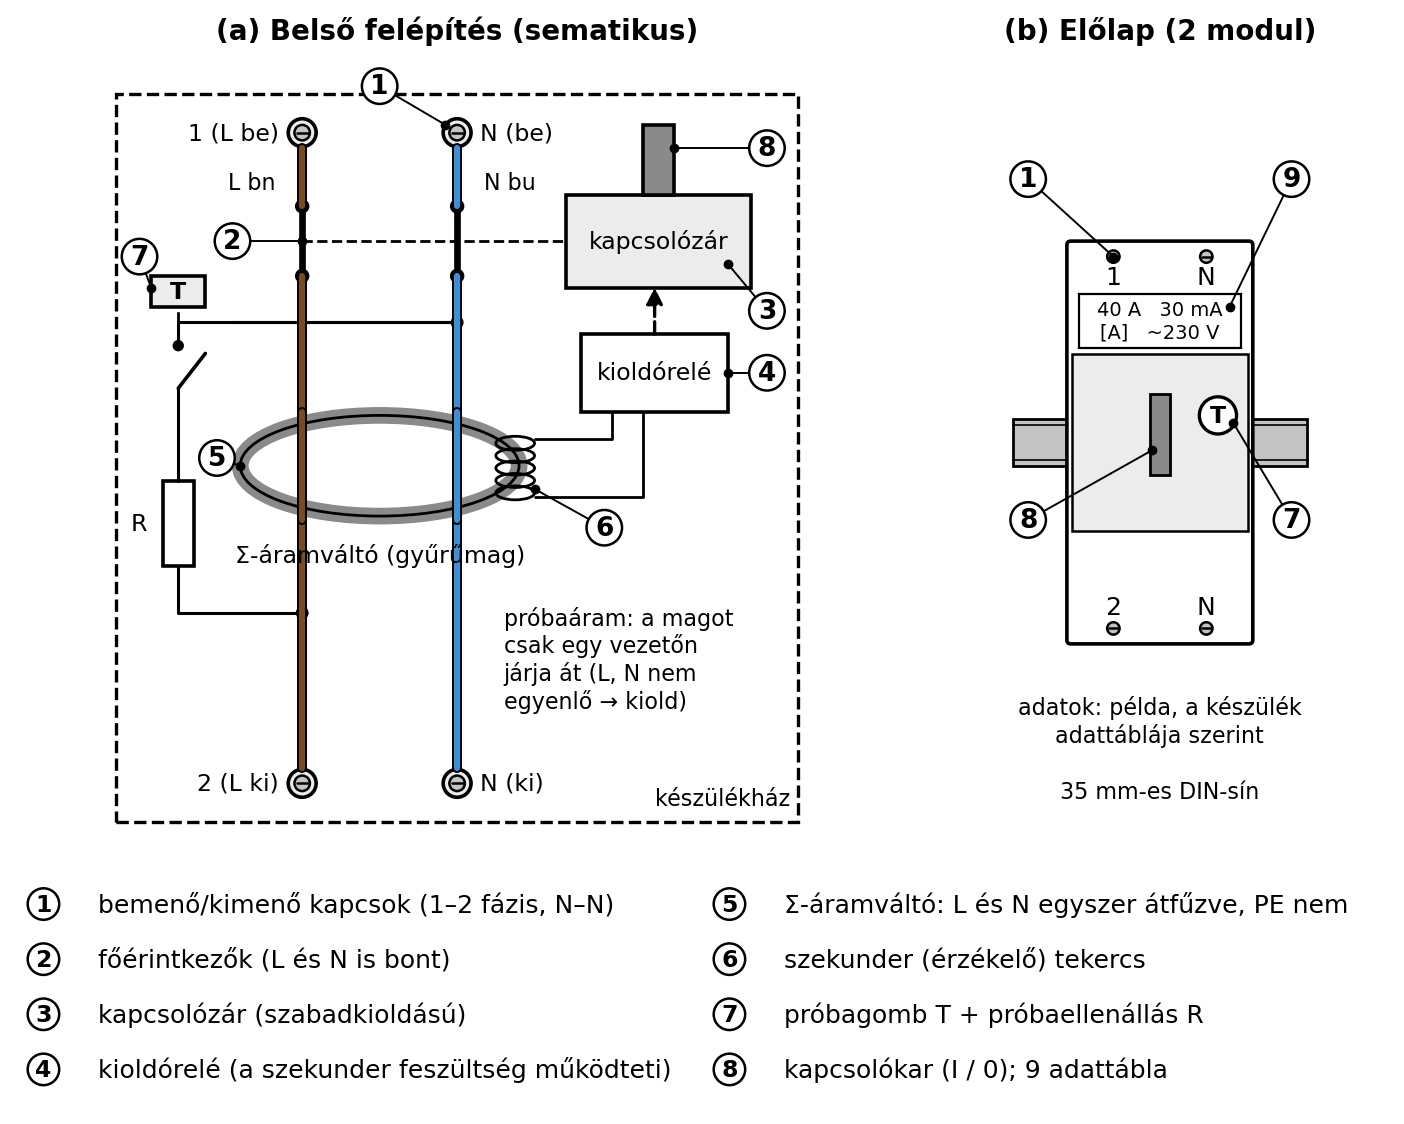 (a) Belső felépítés (sematikus)
(b) Előlap (2 modul)
1
1 (L be)
N (be)
8
L bn
N bu
2
kapcsolózár
7
T
3
kioldórelé
4
5
R
6
Σ-áramváltó (gyűrűmag)
próbaáram: a magot
csak egy vezetőn
járja át (L, N nem
egyenlő → kiold)
2 (L ki)
N (ki)
készülékház
1
9
1
N
40 A 30 mA
[A] ~230 V
T
8
7
2
N
adatok: példa, a készülék
adattáblája szerint
35 mm-es DIN-sín
1 bemenő/kimenő kapcsok (1–2 fázis, N–N)
2 főérintkezők (L és N is bont)
3 kapcsolózár (szabadkioldású)
4 kioldórelé (a szekunder feszültség működteti)
5 Σ-áramváltó: L és N egyszer átfűzve, PE nem
6 szekunder (érzékelő) tekercs
7 próbagomb T + próbaellenállás R
8 kapcsolókar (I / 0); 9 adattábla